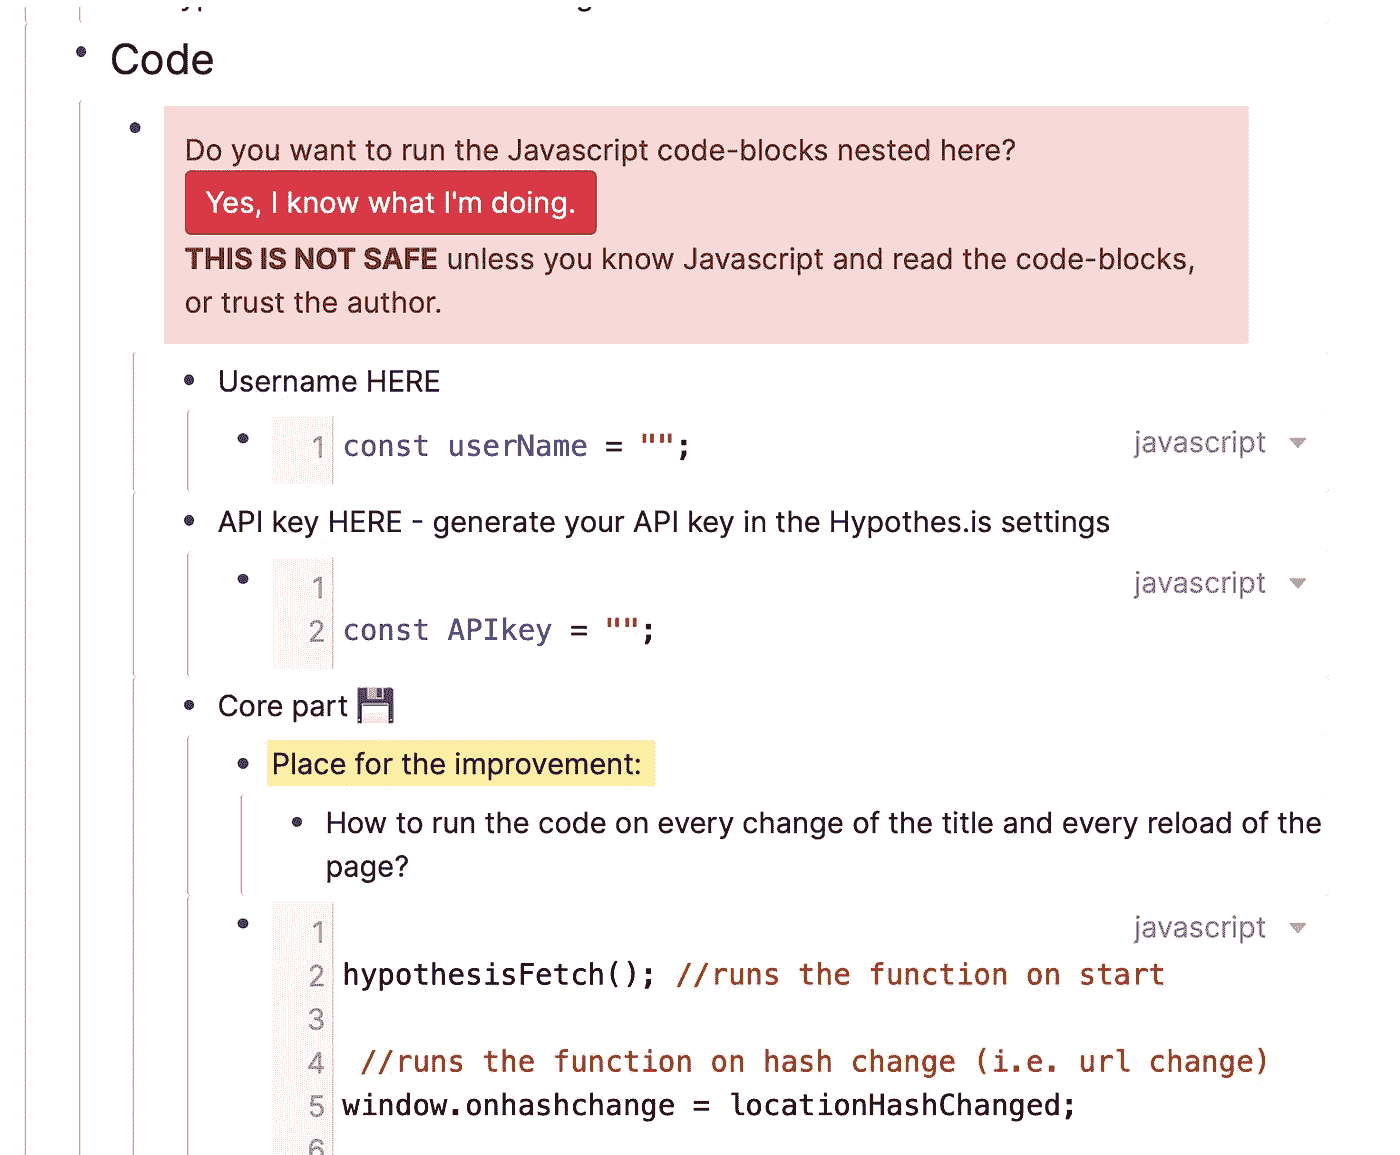 Code
Do you want to run the Javascript code-blocks nested here?
Yes, I know what I'm doing.
THIS IS NOT SAFE unless you know Javascript and read the code-blocks,
or trust the author.
Username HERE
1 const userName = ""; javascript
API key HERE - generate your API key in the Hypothes.is settings
1 javascript
2 const APIkey = "";
Core part 💾
Place for the improvement:
How to run the code on every change of the title and every reload of the
page?
1 javascript
2 hypothesisFetch(); //runs the function on start
3
4 //runs the function on hash change (i.e. url change)
5 window.onhashchange = locationHashChanged;
6